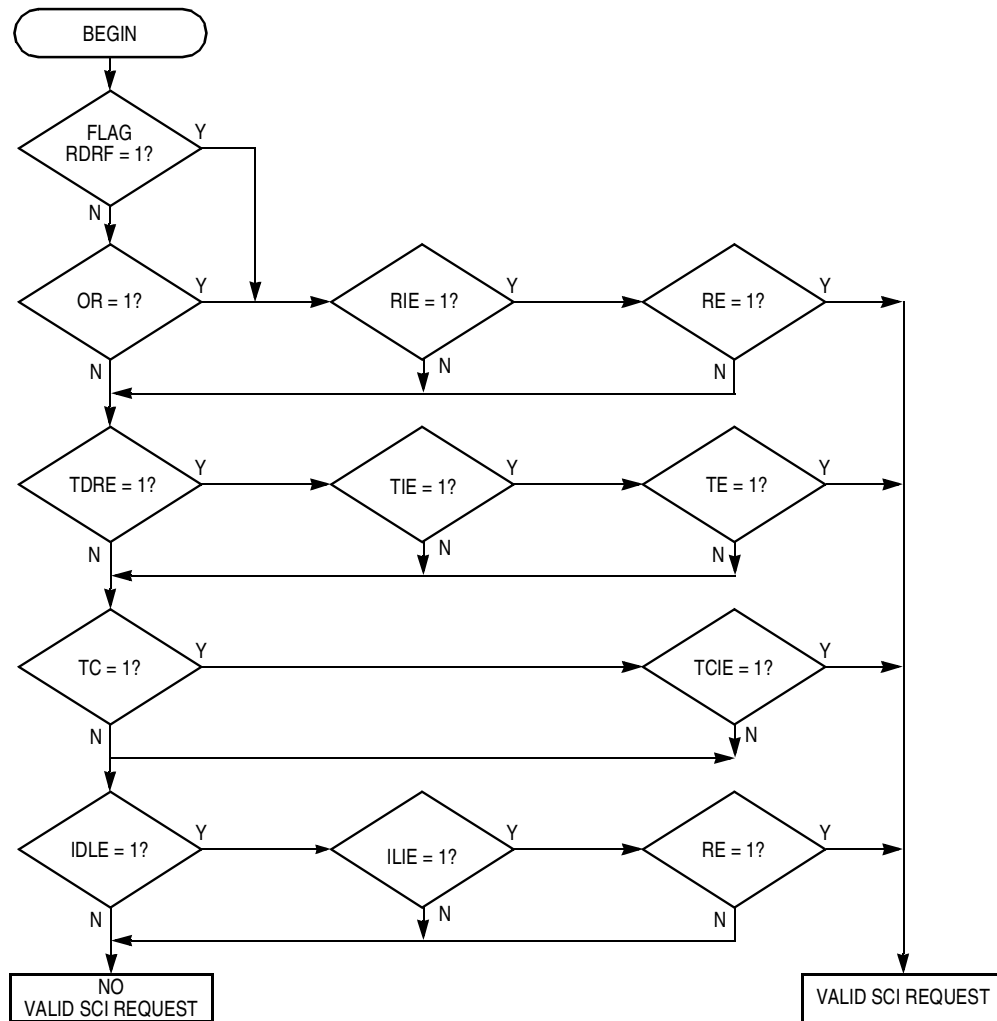 BEGIN
FLAG
RDRF = 1?
Y
N
OR = 1?
Y
RIE = 1?
Y
RE = 1?
Y
N
N
N
TDRE = 1?
Y
TIE = 1?
Y
TE = 1?
Y
N
N
N
TC = 1?
Y
TCIE = 1?
Y
N
N
IDLE = 1?
Y
ILIE = 1?
Y
RE = 1?
Y
N
N
N
NO
VALID SCI REQUEST
VALID SCI REQUEST